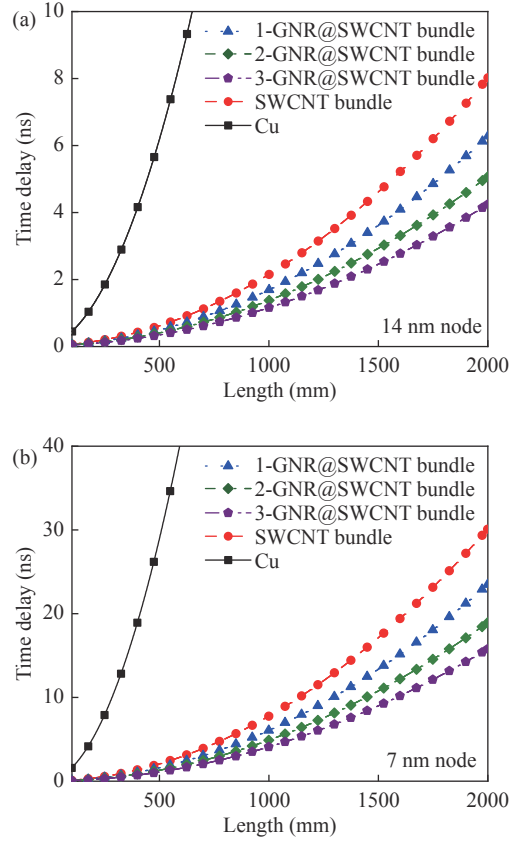 (a)
10
8
6
4
2
0
Time delay (ns)
1-GNR@SWCNT bundle
2-GNR@SWCNT bundle
3-GNR@SWCNT bundle
SWCNT bundle
Cu
14 nm node
500
1000
1500
2000
Length (mm)
(b)
40
30
20
10
0
Time delay (ns)
1-GNR@SWCNT bundle
2-GNR@SWCNT bundle
3-GNR@SWCNT bundle
SWCNT bundle
Cu
7 nm node
500
1000
1500
2000
Length (mm)